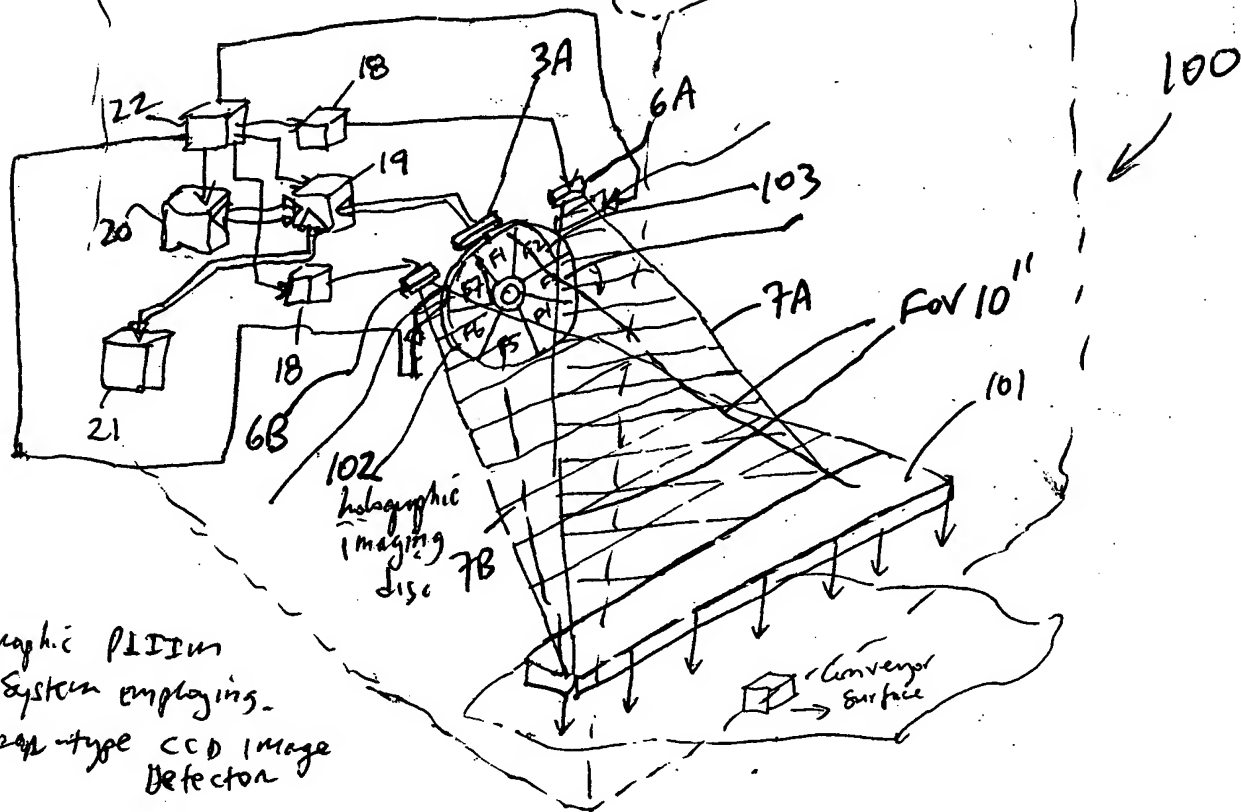 100
3A
18
6A
22
19
103
20
7A
FOV 10''
18
101
21
6B
102
holographic
imaging
disc
7B
F1
F2
F7
F6
F5
PLIIM
System employing
-type CCD Image
Detector
Conveyor
surface